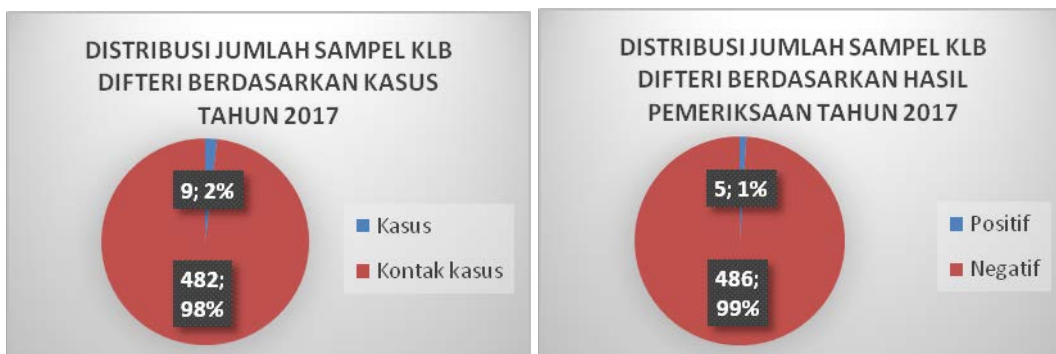 DISTRIBUSI JUMLAH SAMPEL KLB
DIFTERI BERDASARKAN KASUS
TAHUN 2017
9; 2%
482;
98%
Kasus
Kontak kasus
DISTRIBUSI JUMLAH SAMPEL KLB
DIFTERI BERDASARKAN HASIL
PEMERIKSAAN TAHUN 2017
5; 1%
486;
99%
Positif
Negatif